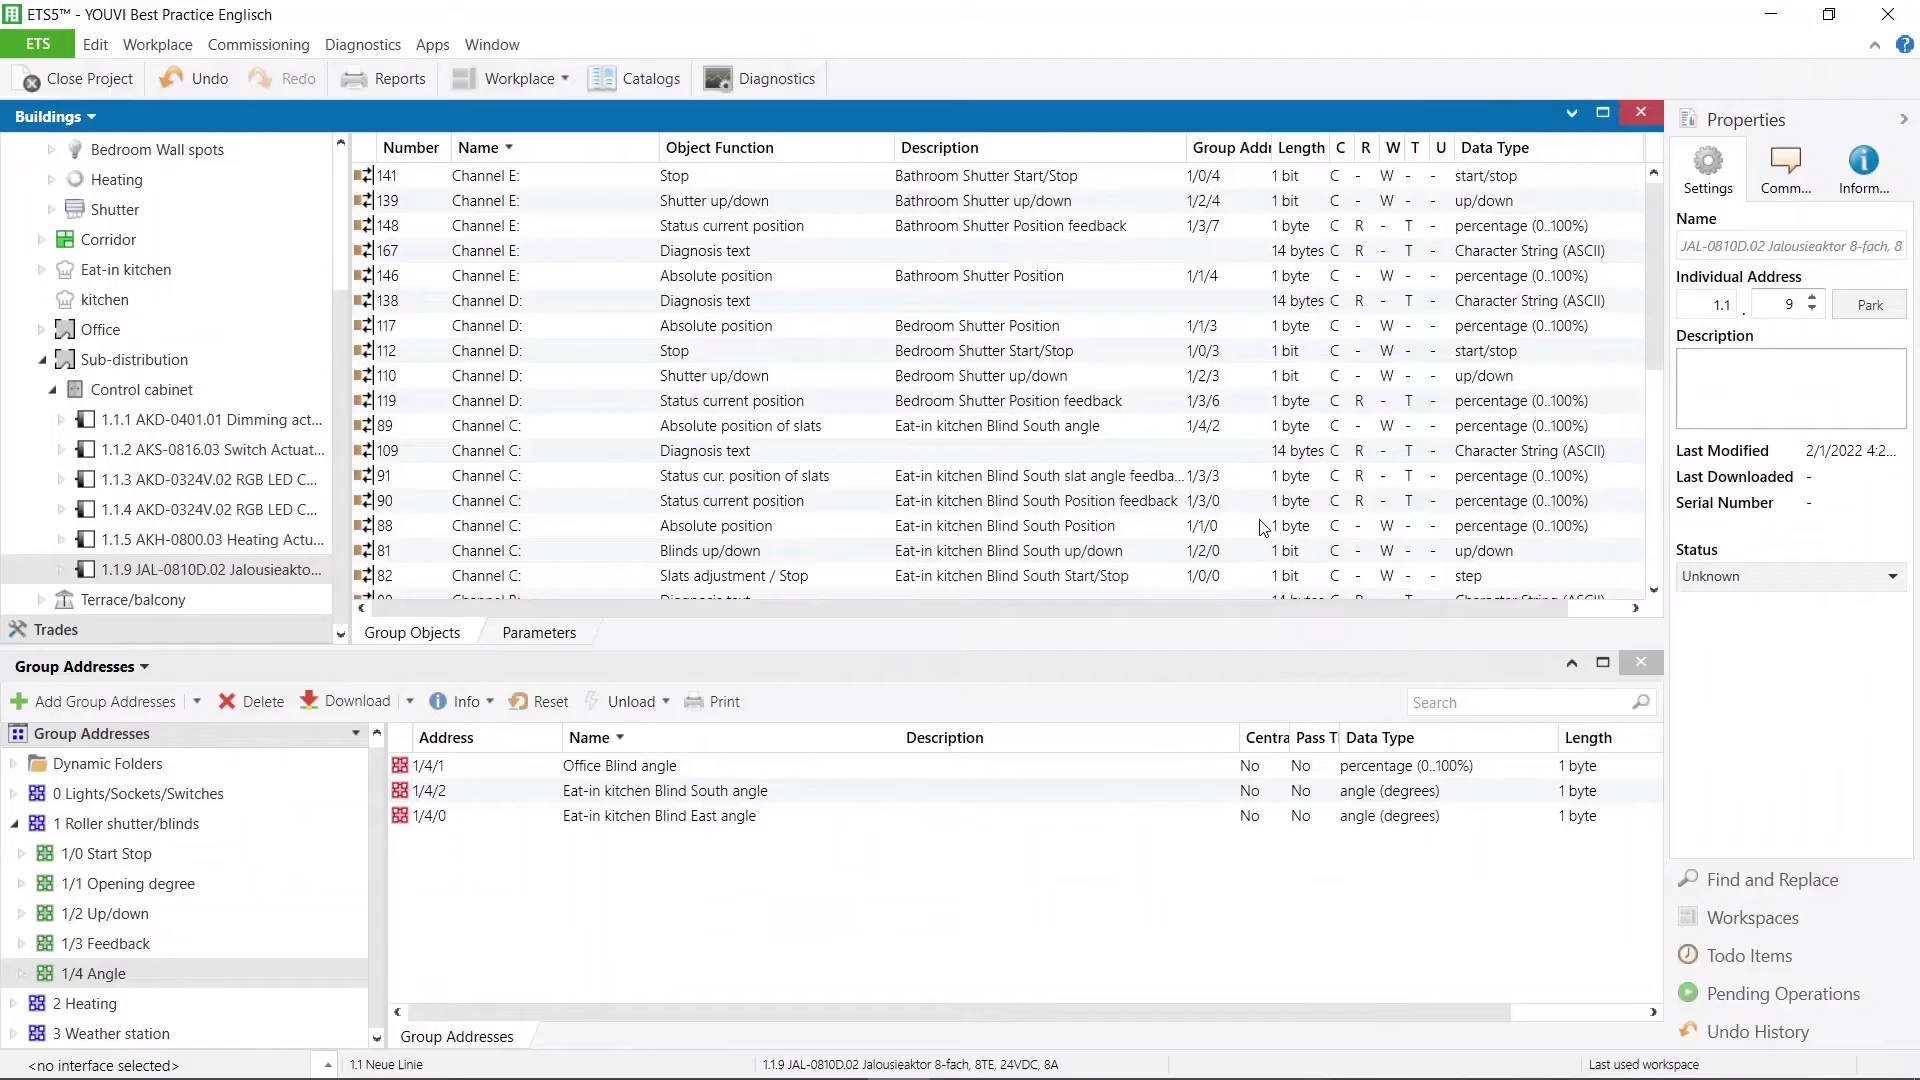 ETS5™ - YOUVI Best Practice Englisch
ETS Edit Workplace Commissioning Diagnostics Apps Window
Close Project Undo Redo Reports Workplace Catalogs Diagnostics
Buildings
Bedroom Wall spots
Heating
Shutter
Corridor
Eat-in kitchen
kitchen
Office
Sub-distribution
Control cabinet
1.1.1 AKD-0401.01 Dimming act...
1.1.2 AKS-0816.03 Switch Actuat...
1.1.3 AKD-0324V.02 RGB LED C...
1.1.4 AKD-0324V.02 RGB LED C...
1.1.5 AKH-0800.03 Heating Actu...
1.1.9 JAL-0810D.02 Jalousieakto...
Terrace/balcony
Trades
Number Name Object Function Description Group Addr Length C R W T U Data Type
141 Channel E: Stop Bathroom Shutter Start/Stop 1/0/4 1 bit C - W - - start/stop
139 Channel E: Shutter up/down Bathroom Shutter up/down 1/2/4 1 bit C - W - - up/down
148 Channel E: Status current position Bathroom Shutter Position feedback 1/3/7 1 byte C R - T - percentage (0..100%)
167 Channel E: Diagnosis text 14 bytes C R - T - Character String (ASCII)
146 Channel E: Absolute position Bathroom Shutter Position 1/1/4 1 byte C - W - - percentage (0..100%)
138 Channel D: Diagnosis text 14 bytes C R - T - Character String (ASCII)
117 Channel D: Absolute position Bedroom Shutter Position 1/1/3 1 byte C - W - - percentage (0..100%)
112 Channel D: Stop Bedroom Shutter Start/Stop 1/0/3 1 bit C - W - - start/stop
110 Channel D: Shutter up/down Bedroom Shutter up/down 1/2/3 1 bit C - W - - up/down
119 Channel D: Status current position Bedroom Shutter Position feedback 1/3/6 1 byte C R - T - percentage (0..100%)
89 Channel C: Absolute position of slats Eat-in kitchen Blind South angle 1/4/2 1 byte C - W - - percentage (0..100%)
109 Channel C: Diagnosis text 14 bytes C R - T - Character String (ASCII)
91 Channel C: Status cur. position of slats Eat-in kitchen Blind South slat angle feedba... 1/3/3 1 byte C R - T - percentage (0..100%)
90 Channel C: Status current position Eat-in kitchen Blind South Position feedback 1/3/0 1 byte C R - T - percentage (0..100%)
88 Channel C: Absolute position Eat-in kitchen Blind South Position 1/1/0 1 byte C - W - - percentage (0..100%)
81 Channel C: Blinds up/down Eat-in kitchen Blind South up/down 1/2/0 1 bit C - W - - up/down
82 Channel C: Slats adjustment / Stop Eat-in kitchen Blind South Start/Stop 1/0/0 1 bit C - W - - step
Group Objects Parameters
Properties
Settings Comm... Inform...
Name
JAL-0810D.02 Jalousieaktor 8-fach, 8
Individual Address
1.1 . 9 Park
Description
Last Modified 2/1/2022 4:2...
Last Downloaded -
Serial Number -
Status
Unknown
Find and Replace
Workspaces
Todo Items
Pending Operations
Undo History
Group Addresses
Add Group Addresses Delete Download Info Reset Unload Print Search
Group Addresses
Dynamic Folders
0 Lights/Sockets/Switches
1 Roller shutter/blinds
1/0 Start Stop
1/1 Opening degree
1/2 Up/down
1/3 Feedback
1/4 Angle
2 Heating
3 Weather station
Address Name Description Centra Pass T Data Type Length
1/4/1 Office Blind angle No No percentage (0..100%) 1 byte
1/4/2 Eat-in kitchen Blind South angle No No angle (degrees) 1 byte
1/4/0 Eat-in kitchen Blind East angle No No angle (degrees) 1 byte
Group Addresses
<no interface selected> 1.1 Neue Linie 1.1.9 JAL-0810D.02 Jalousieaktor 8-fach, 8TE, 24VDC, 8A Last used workspace